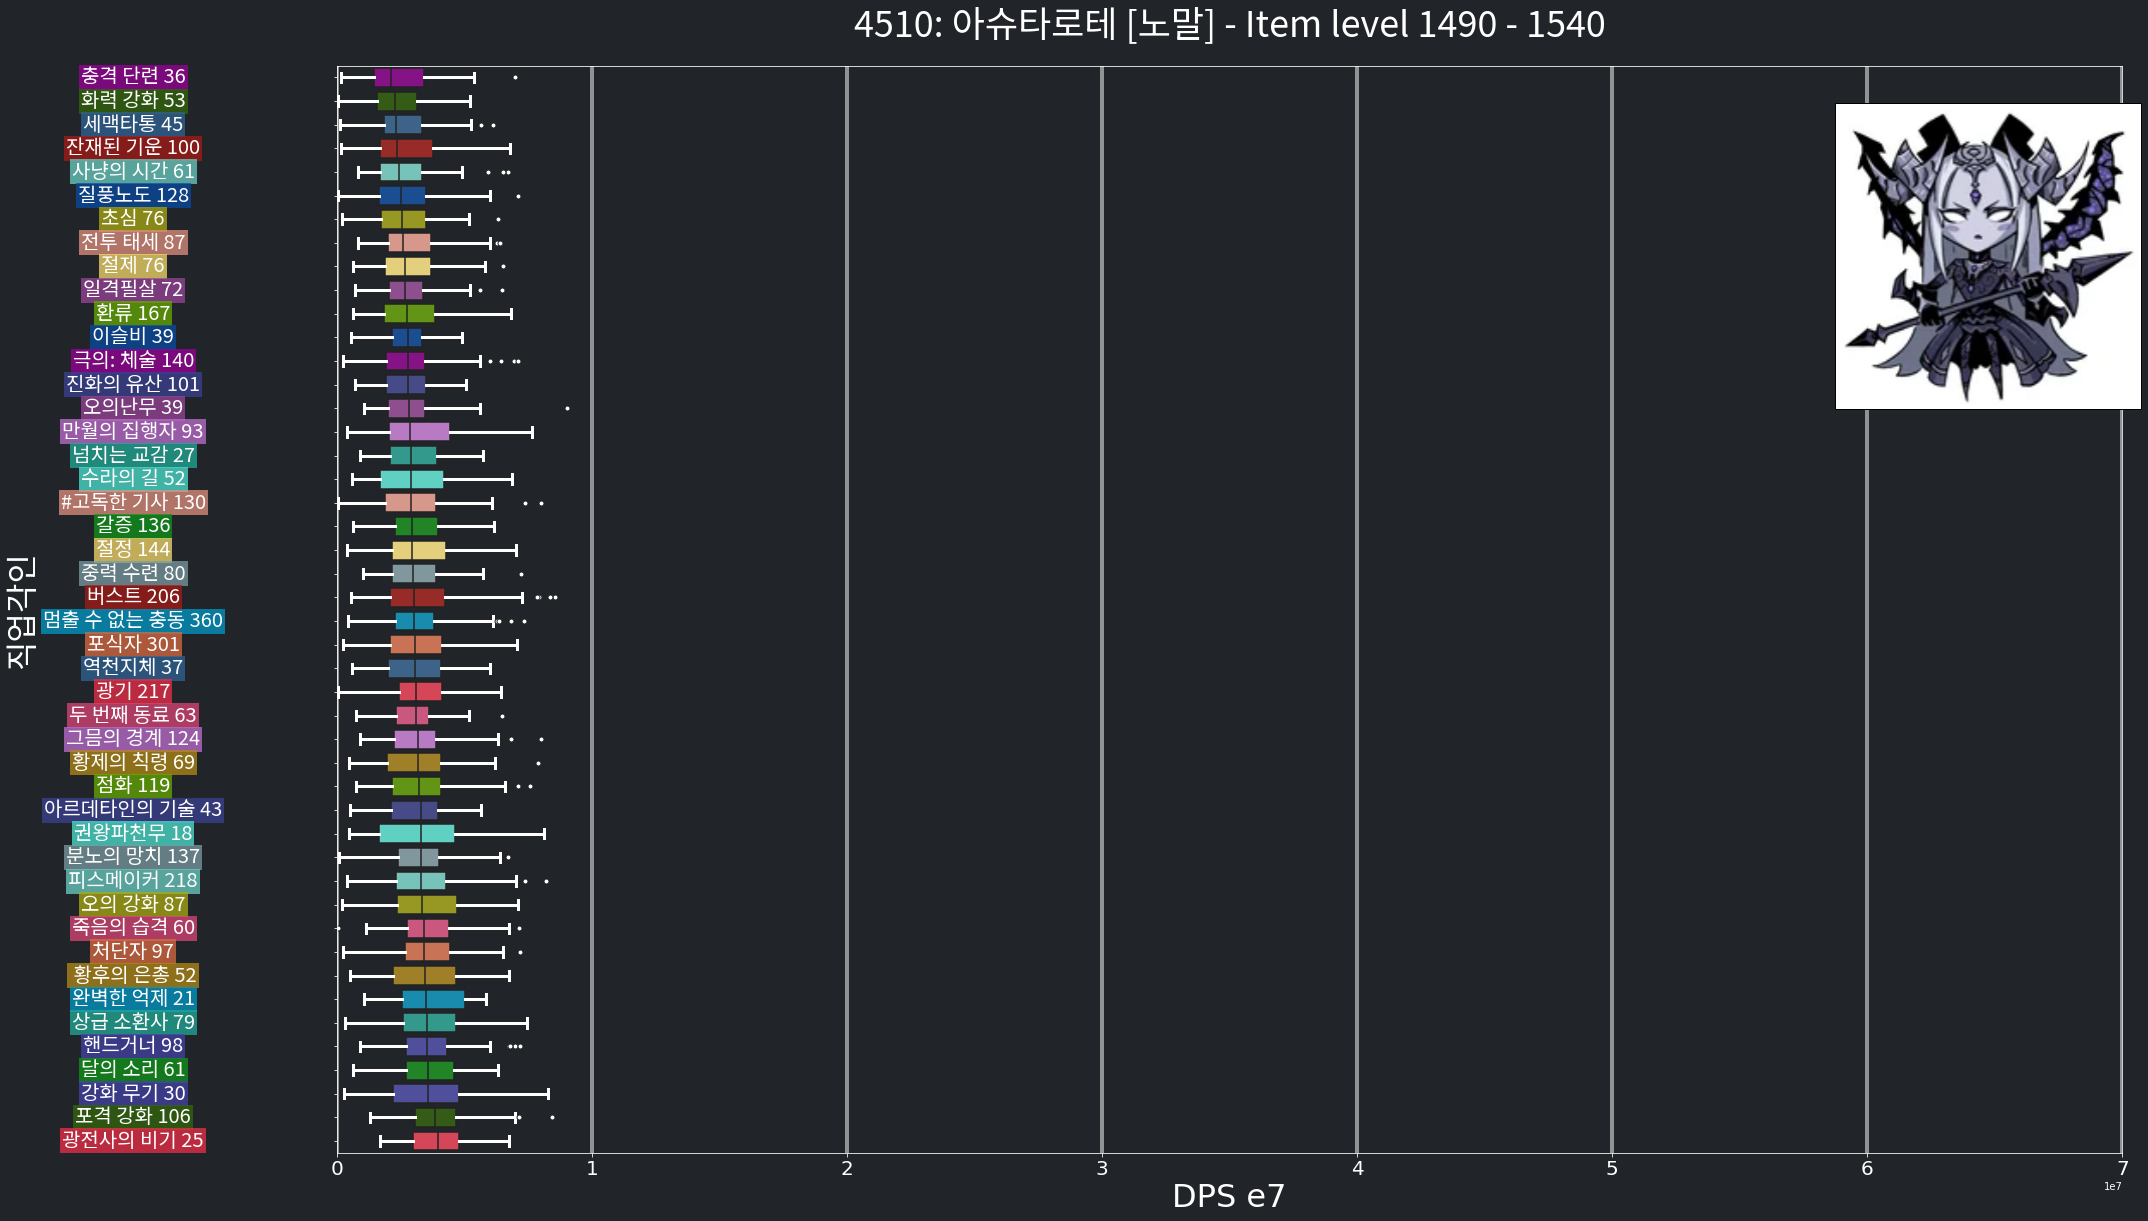 4510: 아슈타로테 [노말] - Item level 1490 - 1540
충격 단련 36
화력 강화 53
세맥타통 45
잔재된 기운 100
사냥의 시간 61
질풍노도 128
초심 76
전투 태세 87
절제 76
일격필살 72
환류 167
이슬비 39
극의: 체술 140
진화의 유산 101
오의난무 39
만월의 집행자 93
넘치는 교감 27
수라의 길 52
#고독한 기사 130
갈증 136
절정 144
중력 수련 80
버스트 206
멈출 수 없는 충동 360
포식자 301
역천지체 37
광기 217
두 번째 동료 63
그믐의 경계 124
황제의 칙령 69
점화 119
아르데타인의 기술 43
권왕파천무 18
분노의 망치 137
피스메이커 218
오의 강화 87
죽음의 습격 60
처단자 97
황후의 은총 52
완벽한 억제 21
상급 소환사 79
핸드거너 98
달의 소리 61
강화 무기 30
포격 강화 106
광전사의 비기 25
직업각인
0 1 2 3 4 5 6 7
1e7
DPS e7